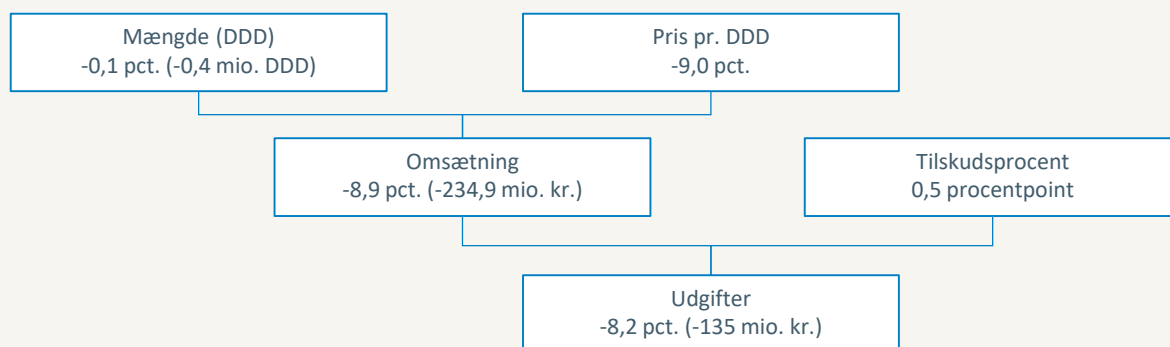 Mængde (DDD)
-0,1 pct. (-0,4 mio. DDD)
Pris pr. DDD
-9,0 pct.
Omsætning
-8,9 pct. (-234,9 mio. kr.)
Tilskudsprocent
0,5 procentpoint
Udgifter
-8,2 pct. (-135 mio. kr.)